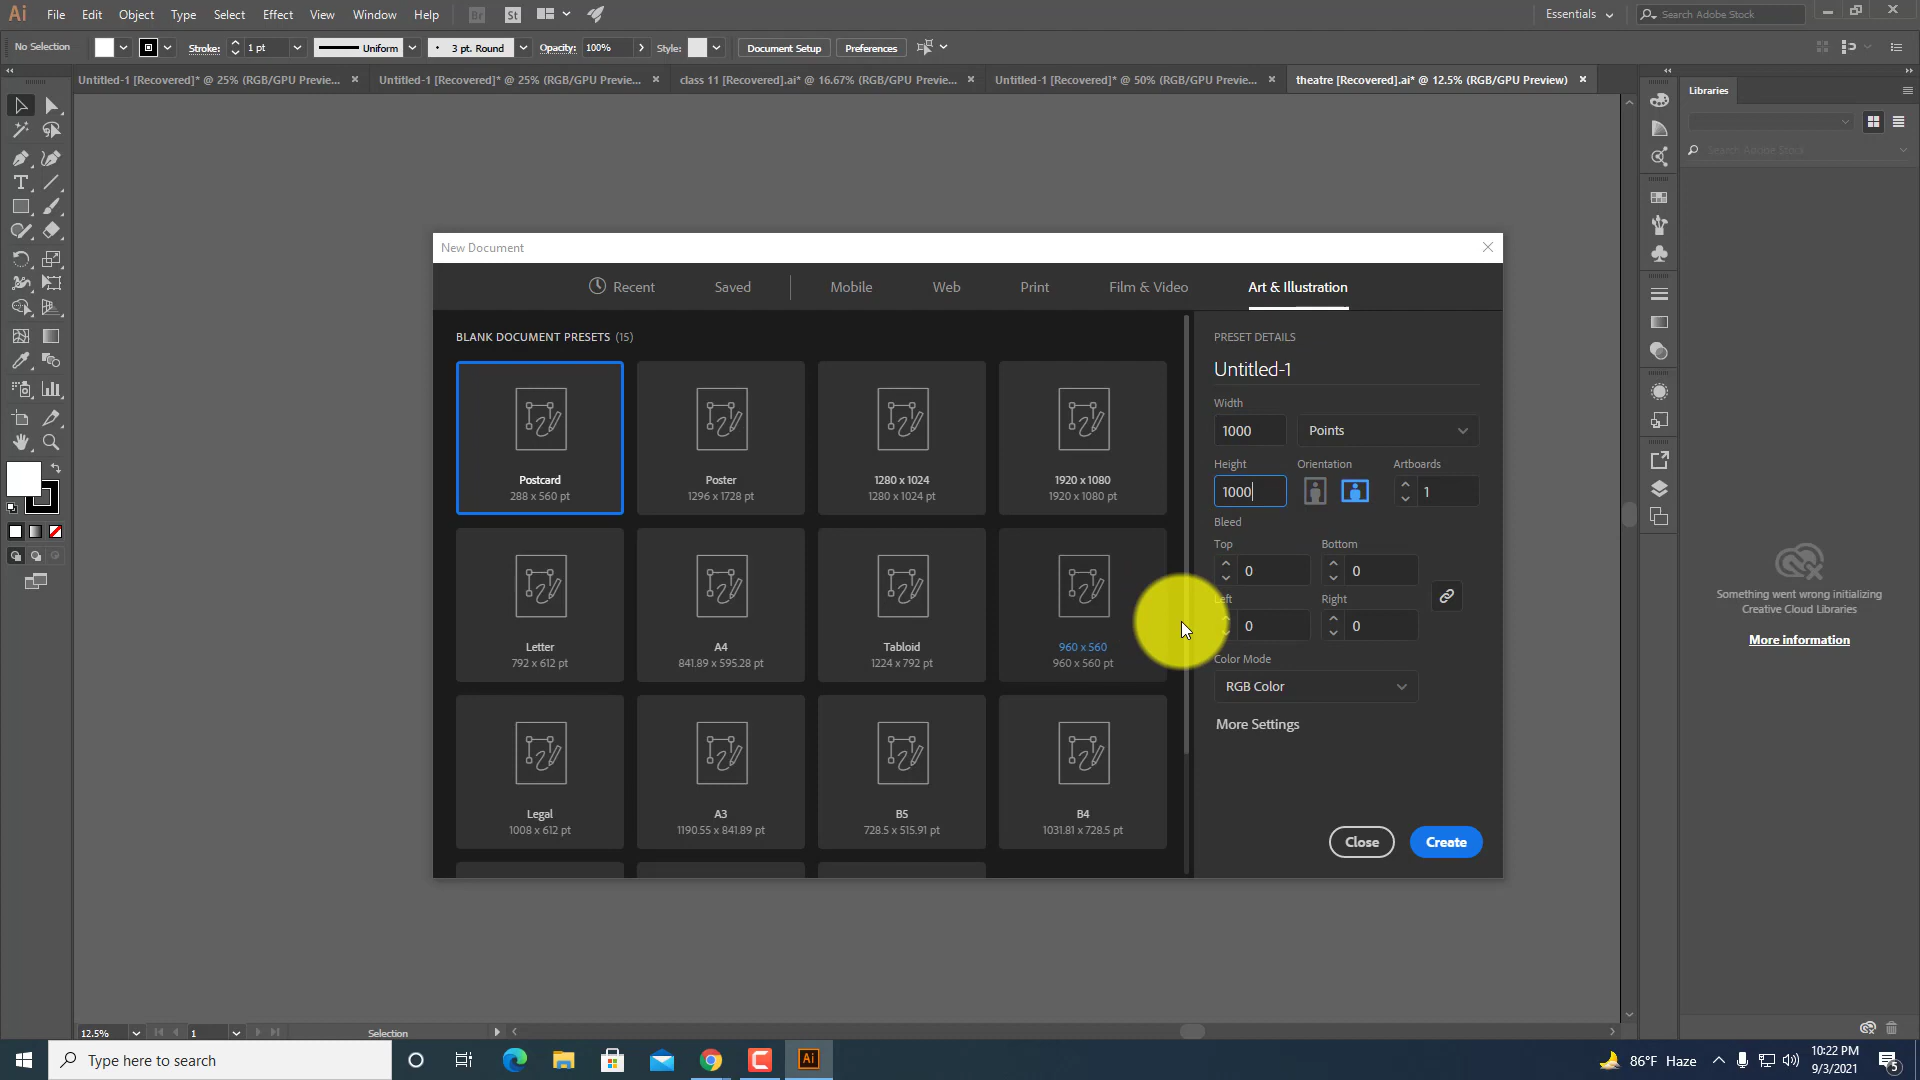 Ai File Edit Object Type Select Effect View Window Help Br St Essentials Search Adobe Stock
No Selection Stroke: 1 pt Uniform 3 pt. Round Opacity: 100% Style: Document Setup Preferences
Untitled-1 [Recovered]* @ 25% (RGB/GPU Previe... × Untitled-1 [Recovered]* @ 25% (RGB/GPU Previe... × class 11 [Recovered].ai* @ 16.67% (RGB/GPU Previe... × Untitled-1 [Recovered]* @ 50% (RGB/GPU Previe... × theatre [Recovered].ai* @ 12.5% (RGB/GPU Preview) ×
Libraries
Search Adobe Stock
New Document
Recent Saved Mobile Web Print Film & Video Art & Illustration
BLANK DOCUMENT PRESETS (15)
Postcard
288 x 560 pt
Poster
1296 x 1728 pt
1280 x 1024
1280 x 1024 pt
1920 x 1080
1920 x 1080 pt
Letter
792 x 612 pt
A4
841.89 x 595.28 pt
Tabloid
1224 x 792 pt
960 x 560
960 x 560 pt
Legal
1008 x 612 pt
A3
1190.55 x 841.89 pt
B5
728.5 x 515.91 pt
B4
1031.81 x 728.5 pt
PRESET DETAILS
Untitled-1
Width
1000 Points
Height Orientation Artboards
1000 1
Bleed
Top Bottom
0 0
Left Right
0 0
Color Mode
RGB Color
More Settings
Close Create
Something went wrong initializing
Creative Cloud Libraries
More information
12.5% 1 Selection
Type here to search
Ai
86°F Haze
10:22 PM
9/3/2021
5